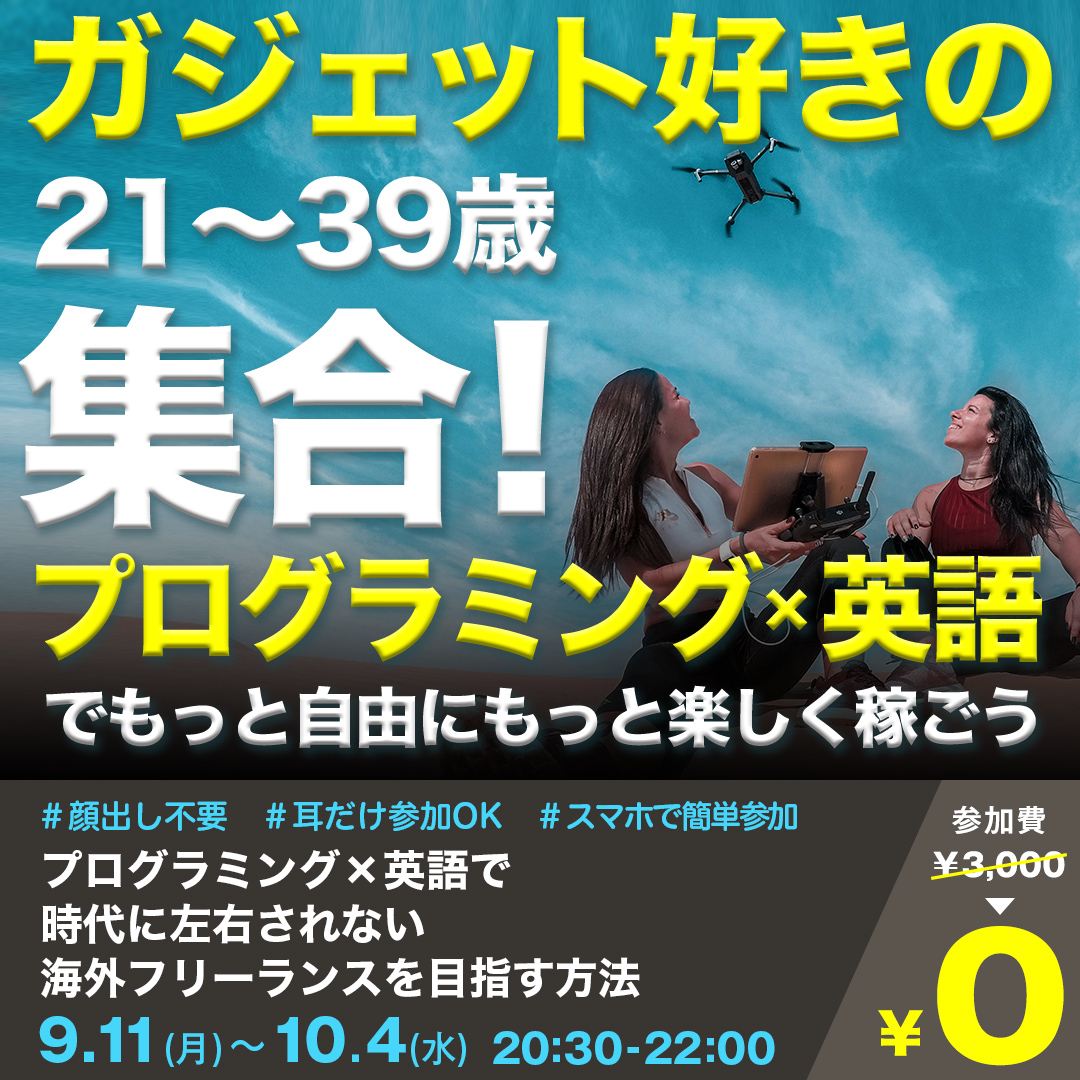 ガジェット好きの
21〜39歳
集合!
プログラミング×英語
でもっと自由にもっと楽しく稼ごう
#顔出し不要 #耳だけ参加OK #スマホで簡単参加
プログラミング×英語で
時代に左右されない
海外フリーランスを目指す方法
9.11(月)〜10.4(水) 20:30-22:00
参加費
¥3,000
¥0